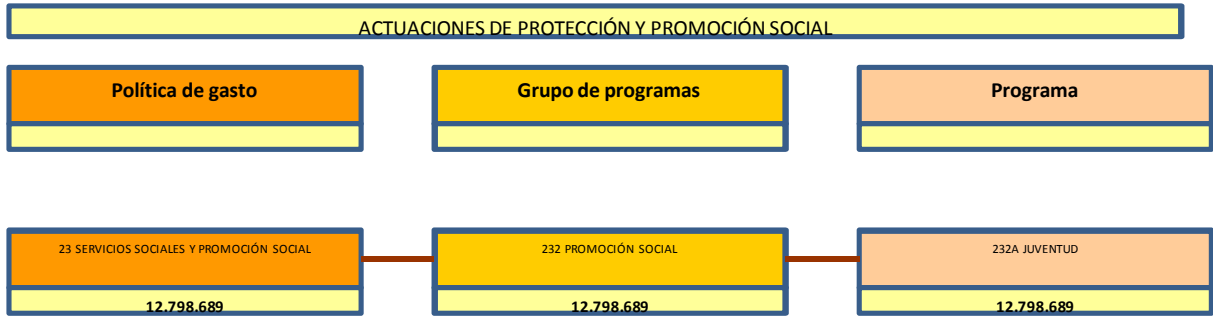 ACTUACIONES DE PROTECCIÓN Y PROMOCIÓN SOCIAL
Política de gasto
Grupo de programas
Programa
23 SERVICIOS SOCIALES Y PROMOCIÓN SOCIAL
232 PROMOCIÓN SOCIAL
232A JUVENTUD
12.798.689
12.798.689
12.798.689